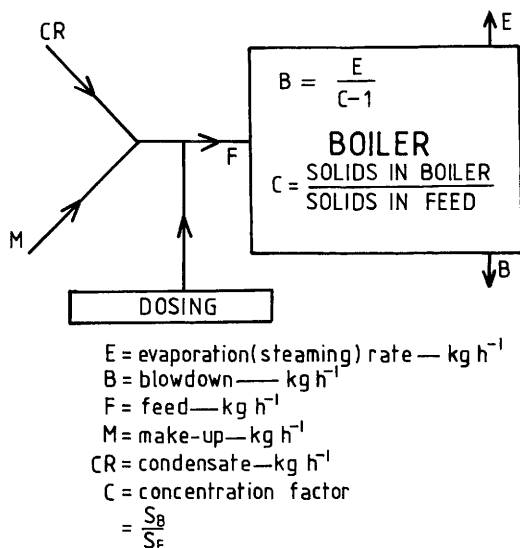 CR
E
B = E
C-1
BOILER
C = SOLIDS IN BOILER
SOLIDS IN FEED
F
M
B
DOSING
E = evaporation(steaming) rate — kg h⁻¹
B = blowdown —— kg h⁻¹
F = feed — kg h⁻¹
M = make-up — kg h⁻¹
CR = condensate — kg h⁻¹
C = concentration factor
= S_B
S_F